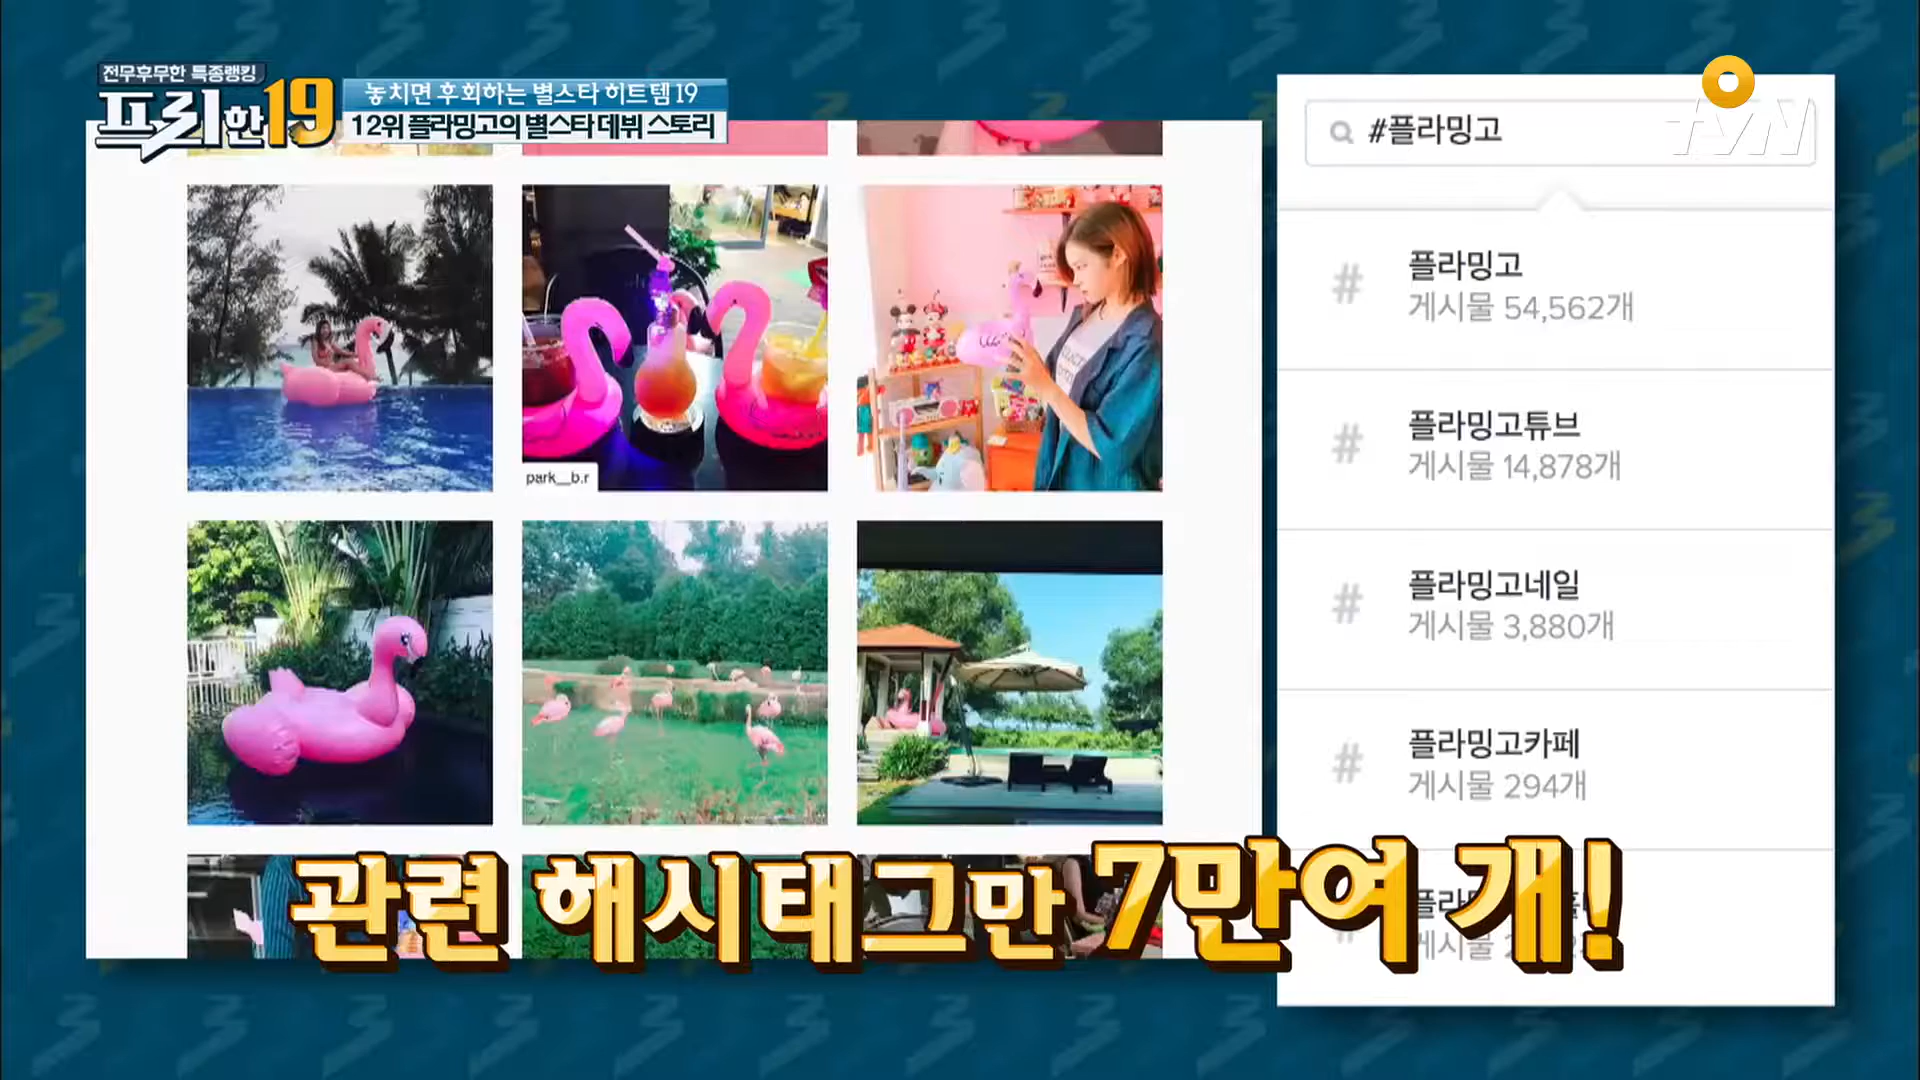 전무후무한 특종랭킹
프리한19
놓치면 후회하는 별스타 히트템 19
12위 플라밍고의 별스타 데뷔 스토리
tvN
#플라밍고
# 플라밍고
게시물 54,562개
# 플라밍고튜브
게시물 14,878개
# 플라밍고네일
게시물 3,880개
# 플라밍고카페
게시물 294개
park__b.r
관련 해시태그만 7만여 개!